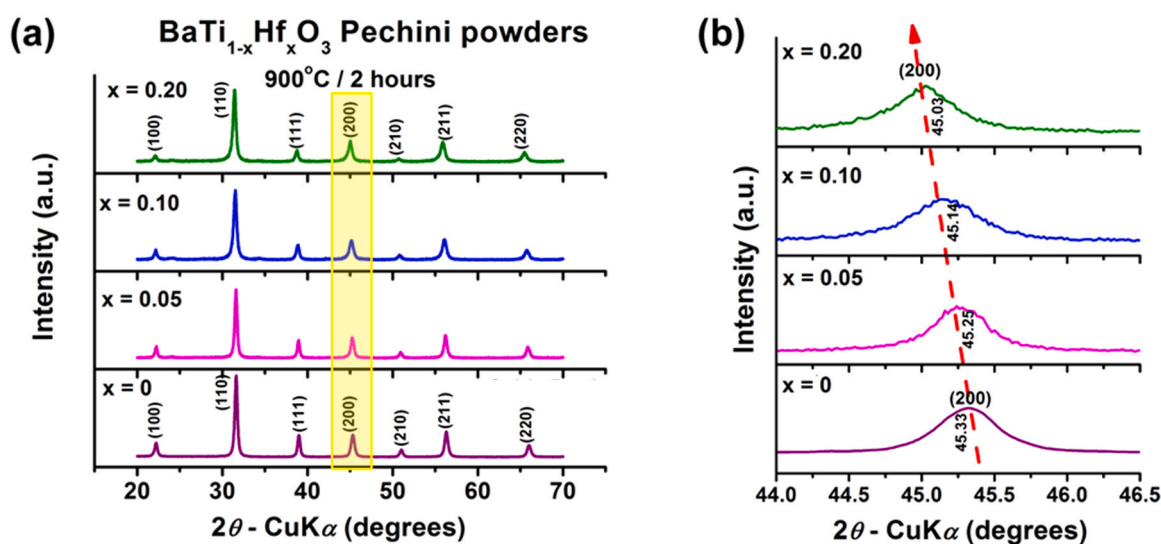 (a)
BaTi1-xHfxO3 Pechini powders
900oC / 2 hours
Intensity (a.u.)
x = 0.20
(100)
(110)
(111)
(200)
(210)
(211)
(220)
x = 0.10
x = 0.05
x = 0
(100)
(110)
(111)
(200)
(210)
(211)
(220)
20 30 40 50 60 70
2θ - CuKα (degrees)
(b)
Intensity (a.u.)
x = 0.20
(200)
45.03
x = 0.10
45.14
x = 0.05
45.25
x = 0
(200)
45.33
44.0 44.5 45.0 45.5 46.0 46.5
2θ - CuKα (degrees)